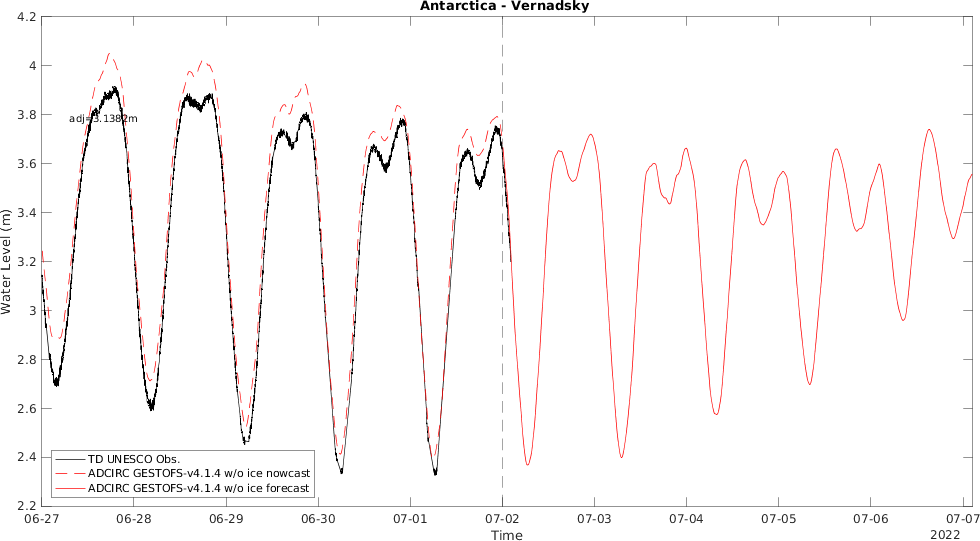 Antarctica - Vernadsky
4.2
4
3.8
3.6
3.4
3.2
3
2.8
2.6
2.4
2.2
Water Level (m)
adj=3.1382m
TD UNESCO Obs.
ADCIRC GESTOFS-v4.1.4 w/o ice nowcast
ADCIRC GESTOFS-v4.1.4 w/o ice forecast
06-27 06-28 06-29 06-30 07-01 07-02 07-03 07-04 07-05 07-06 07-07
Time
2022